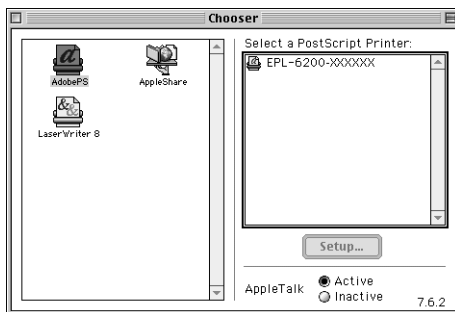 Chooser
AdobePS
AppleShare
LaserWriter 8
Select a PostScript Printer:
EPL-6200-XXXXXX
Setup...
AppleTalk
Active
Inactive
7.6.2